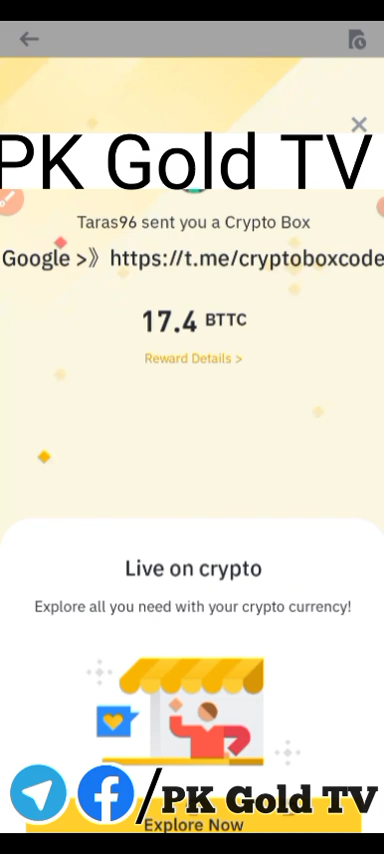 PK Gold TV
Taras96 sent you a Crypto Box
Google >》 https://t.me/cryptoboxcode
17.4 BTTC
Reward Details >
Live on crypto
Explore all you need with your crypto currency!
/PK Gold TV
Explore Now